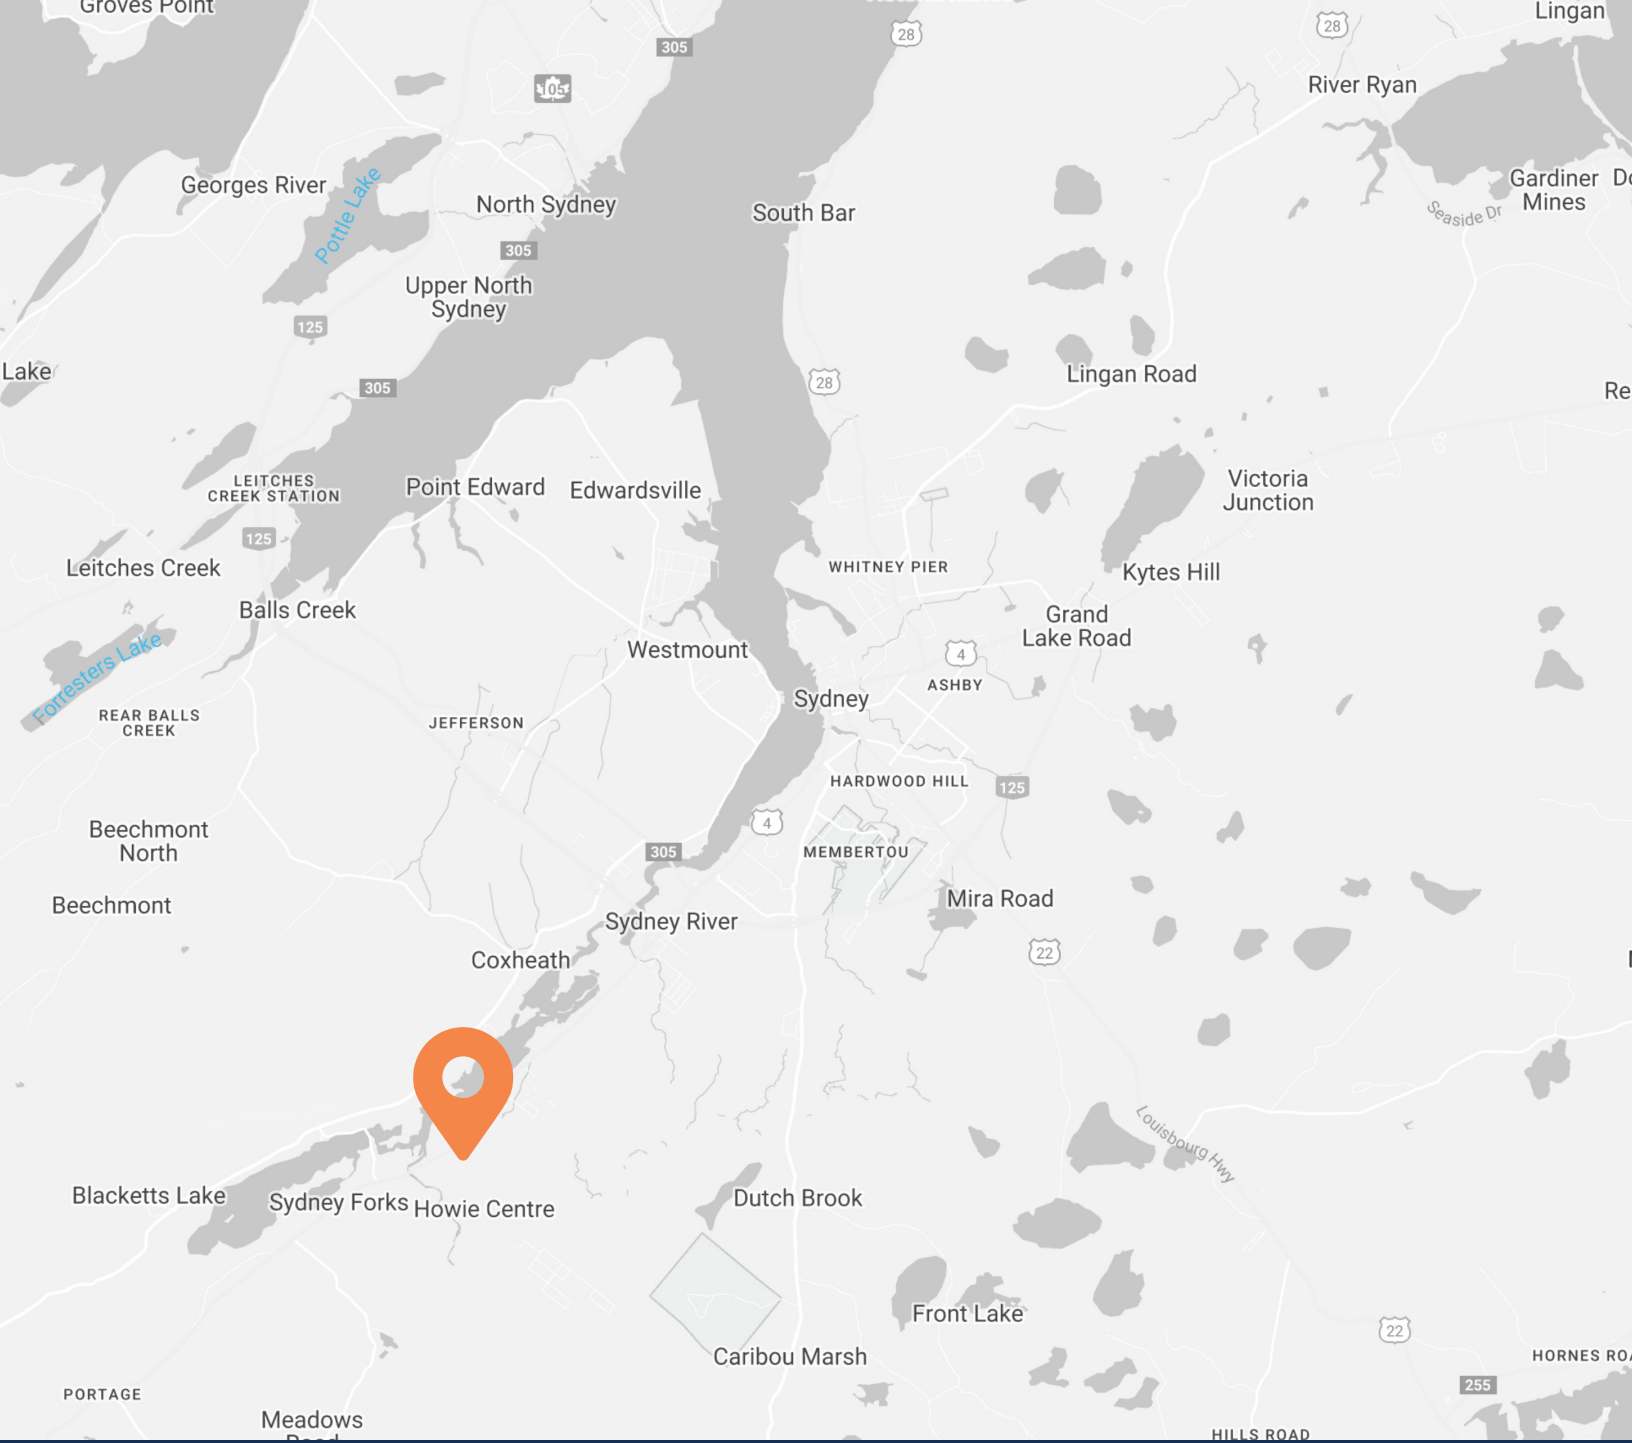 Groves Point
Lingan
28
28
305
105
River Ryan
Georges River
Pottle Lake
North Sydney
South Bar
Gardiner
Mines
Seaside Dr
305
Upper North
Sydney
125
Lake
305
28
Lingan Road
Re
LEITCHES
CREEK STATION
Point Edward
Edwardsville
Victoria
Junction
125
Leitches Creek
WHITNEY PIER
Kytes Hill
Balls Creek
Grand
Lake Road
Forresters Lake
Westmount
4
ASHBY
Sydney
REAR BALLS
CREEK
JEFFERSON
HARDWOOD HILL
125
4
Beechmont
North
305
MEMBERTOU
Beechmont
Mira Road
Sydney River
22
Coxheath
Louisbourg Hwy
Blacketts Lake
Sydney Forks
Howie Centre
Dutch Brook
Front Lake
22
Caribou Marsh
HORNES ROA
255
PORTAGE
Meadows
Road
HILLS ROAD